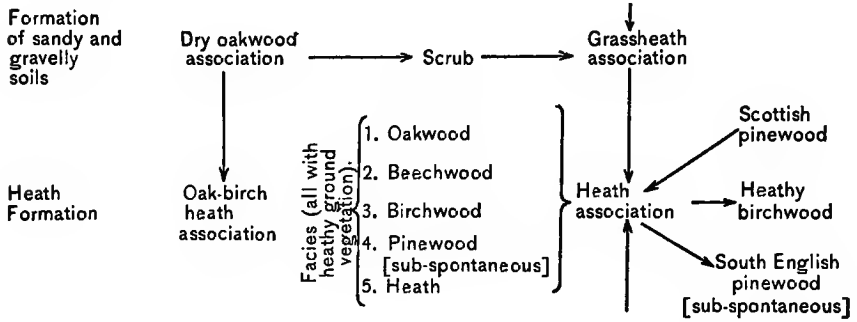 Formation
of sandy and
gravelly
soils
Dry oakwood
association
Scrub
Grassheath
association
Heath
Formation
Oak-birch
heath
association
Facies (all with
heathy ground
vegetation).
1. Oakwood
2. Beechwood
3. Birchwood
4. Pinewood
[sub-spontaneous]
5. Heath
Heath
association
Scottish
pinewood
Heathy
birchwood
South English
pinewood
[sub-spontaneous]